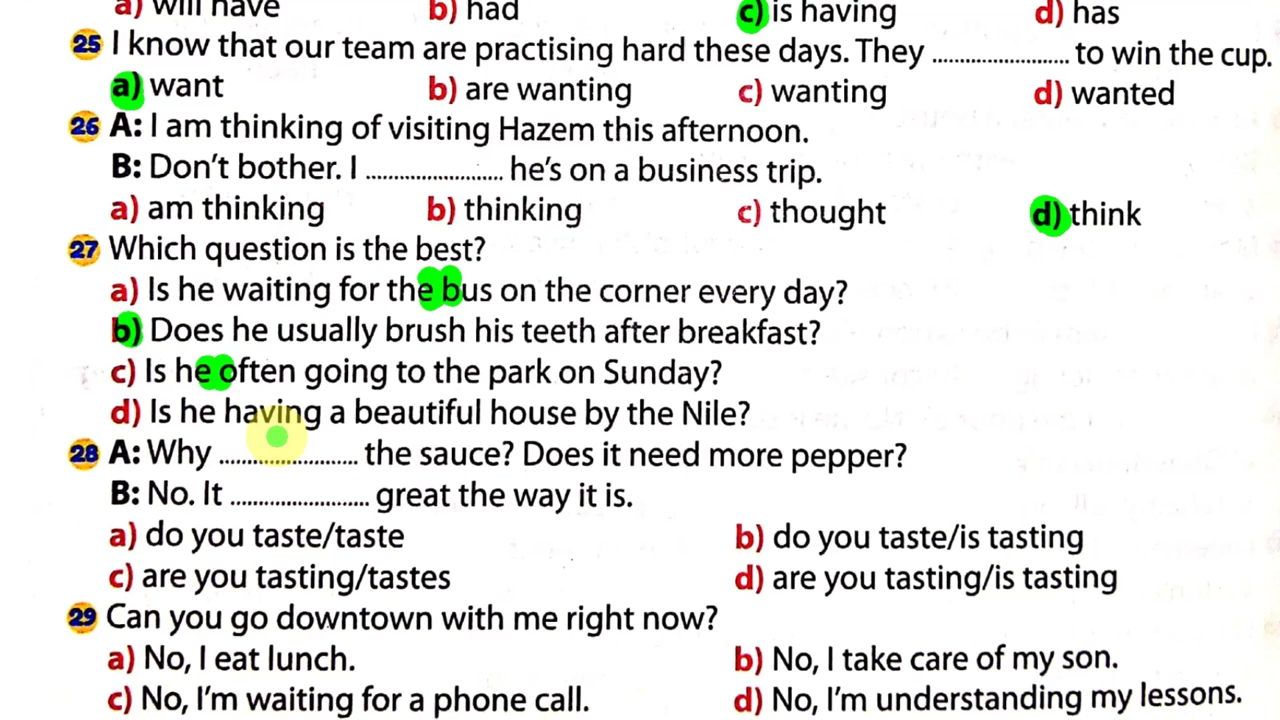 a) will have b) had c) is having d) has
25 I know that our team are practising hard these days. They ........................ to win the cup.
a) want b) are wanting c) wanting d) wanted
26 A: I am thinking of visiting Hazem this afternoon.
B: Don't bother. I ........................ he's on a business trip.
a) am thinking b) thinking c) thought d) think
27 Which question is the best?
a) Is he waiting for the bus on the corner every day?
b) Does he usually brush his teeth after breakfast?
c) Is he often going to the park on Sunday?
d) Is he having a beautiful house by the Nile?
28 A: Why ........................ the sauce? Does it need more pepper?
B: No. It ........................ great the way it is.
a) do you taste/taste b) do you taste/is tasting
c) are you tasting/tastes d) are you tasting/is tasting
29 Can you go downtown with me right now?
a) No, I eat lunch. b) No, I take care of my son.
c) No, I'm waiting for a phone call. d) No, I'm understanding my lessons.